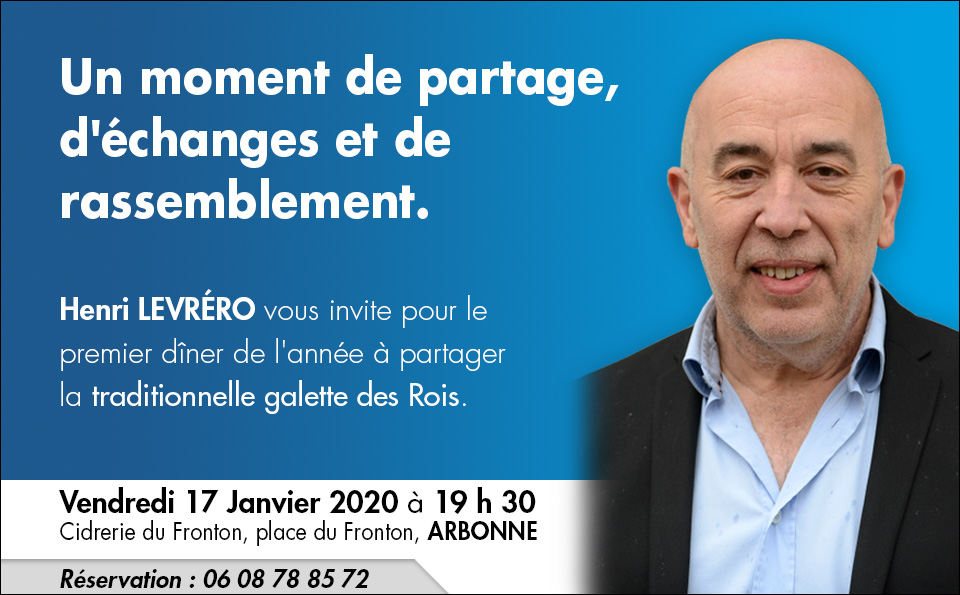 Un moment de partage,
d'échanges et de
rassemblement.
Henri LEVRÉRO vous invite pour le
premier dîner de l'année à partager
la traditionnelle galette des Rois.
Vendredi 17 Janvier 2020 à 19 h 30
Cidrerie du Fronton, place du Fronton, ARBONNE
Réservation : 06 08 78 85 72